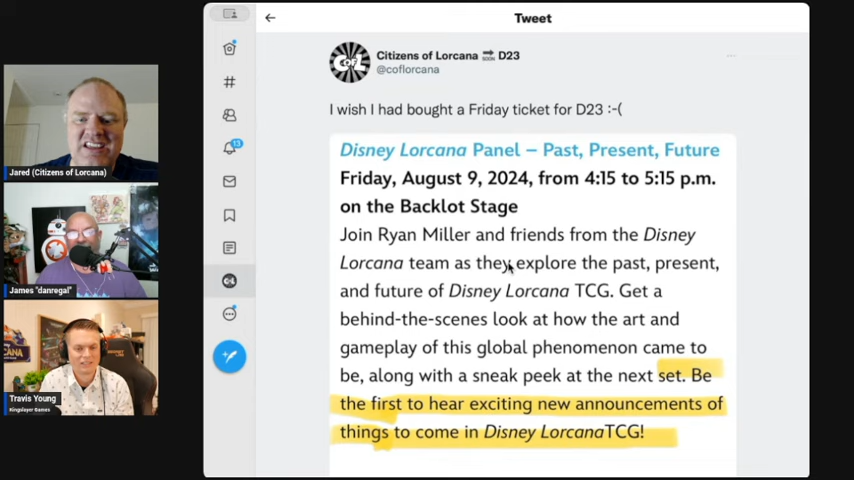 Tweet
Citizens of Lorcana SOON D23
@coflorcana
I wish I had bought a Friday ticket for D23 :-(
Disney Lorcana Panel – Past, Present, Future
Friday, August 9, 2024, from 4:15 to 5:15 p.m.
on the Backlot Stage
Join Ryan Miller and friends from the Disney
Lorcana team as they explore the past, present,
and future of Disney Lorcana TCG. Get a
behind-the-scenes look at how the art and
gameplay of this global phenomenon came to
be, along with a sneak peek at the next set. Be
the first to hear exciting new announcements of
things to come in Disney LorcanaTCG!
13
Jared (Citizens of Lorcana)
James "danregal"
Travis Young
Kingslayer Games